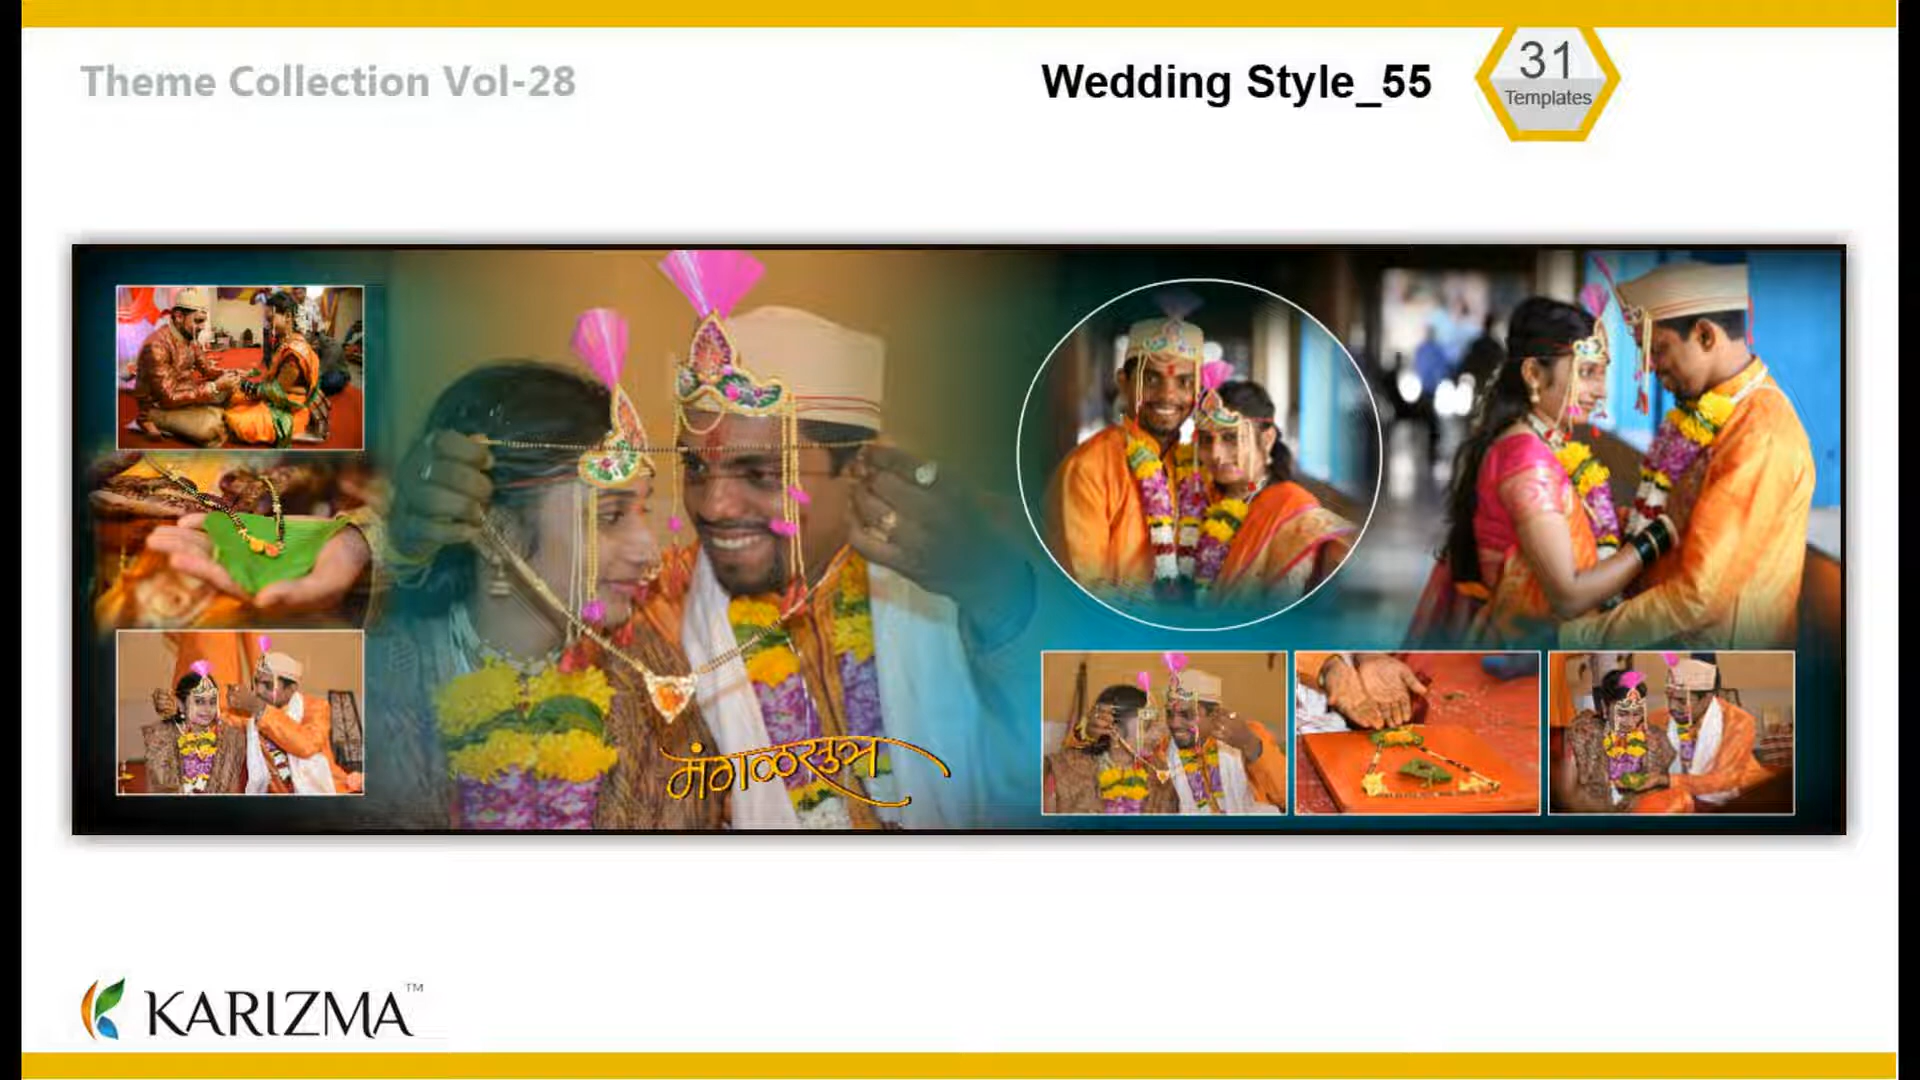 Theme Collection Vol-28
Wedding Style_55
31
Templates
मंगळसुत्र
KARIZMA™